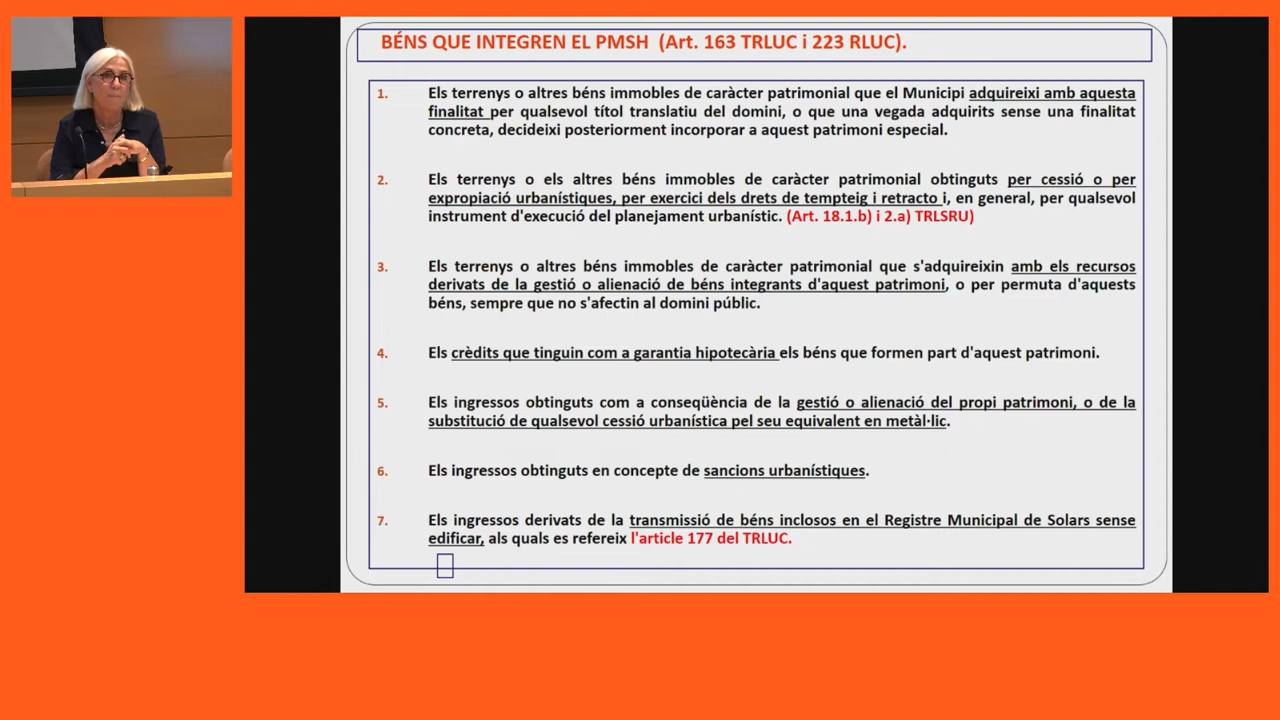 BÉNS QUE INTEGREN EL PMSH (Art. 163 TRLUC i 223 RLUC).
1. Els terrenys o altres béns immobles de caràcter patrimonial que el Municipi adquireixi amb aquesta
finalitat per qualsevol títol translatiu del domini, o que una vegada adquirits sense una finalitat
concreta, decideixi posteriorment incorporar a aquest patrimoni especial.
2. Els terrenys o els altres béns immobles de caràcter patrimonial obtinguts per cessió o per
expropiació urbanístiques, per exercici dels drets de tempteig i retracto i, en general, per qualsevol
instrument d'execució del planejament urbanístic. (Art. 18.1.b) i 2.a) TRLSRU)
3. Els terrenys o altres béns immobles de caràcter patrimonial que s'adquireixin amb els recursos
derivats de la gestió o alienació de béns integrants d'aquest patrimoni, o per permuta d'aquests
béns, sempre que no s'afectin al domini públic.
4. Els crèdits que tinguin com a garantia hipotecària els béns que formen part d'aquest patrimoni.
5. Els ingressos obtinguts com a conseqüència de la gestió o alienació del propi patrimoni, o de la
substitució de qualsevol cessió urbanística pel seu equivalent en metàl·lic.
6. Els ingressos obtinguts en concepte de sancions urbanístiques.
7. Els ingressos derivats de la transmissió de béns inclosos en el Registre Municipal de Solars sense
edificar, als quals es refereix l'article 177 del TRLUC.